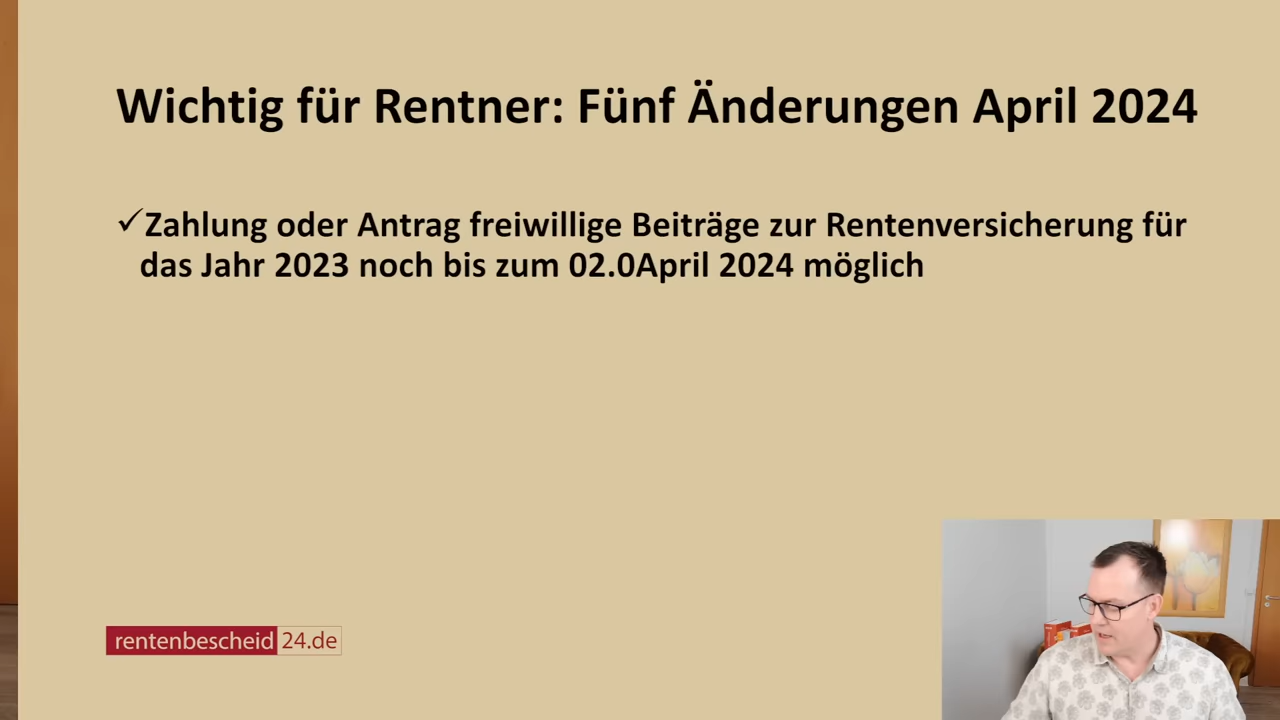 Wichtig für Rentner: Fünf Änderungen April 2024
✓Zahlung oder Antrag freiwillige Beiträge zur Rentenversicherung für
das Jahr 2023 noch bis zum 02.0April 2024 möglich
rentenbescheid24.de